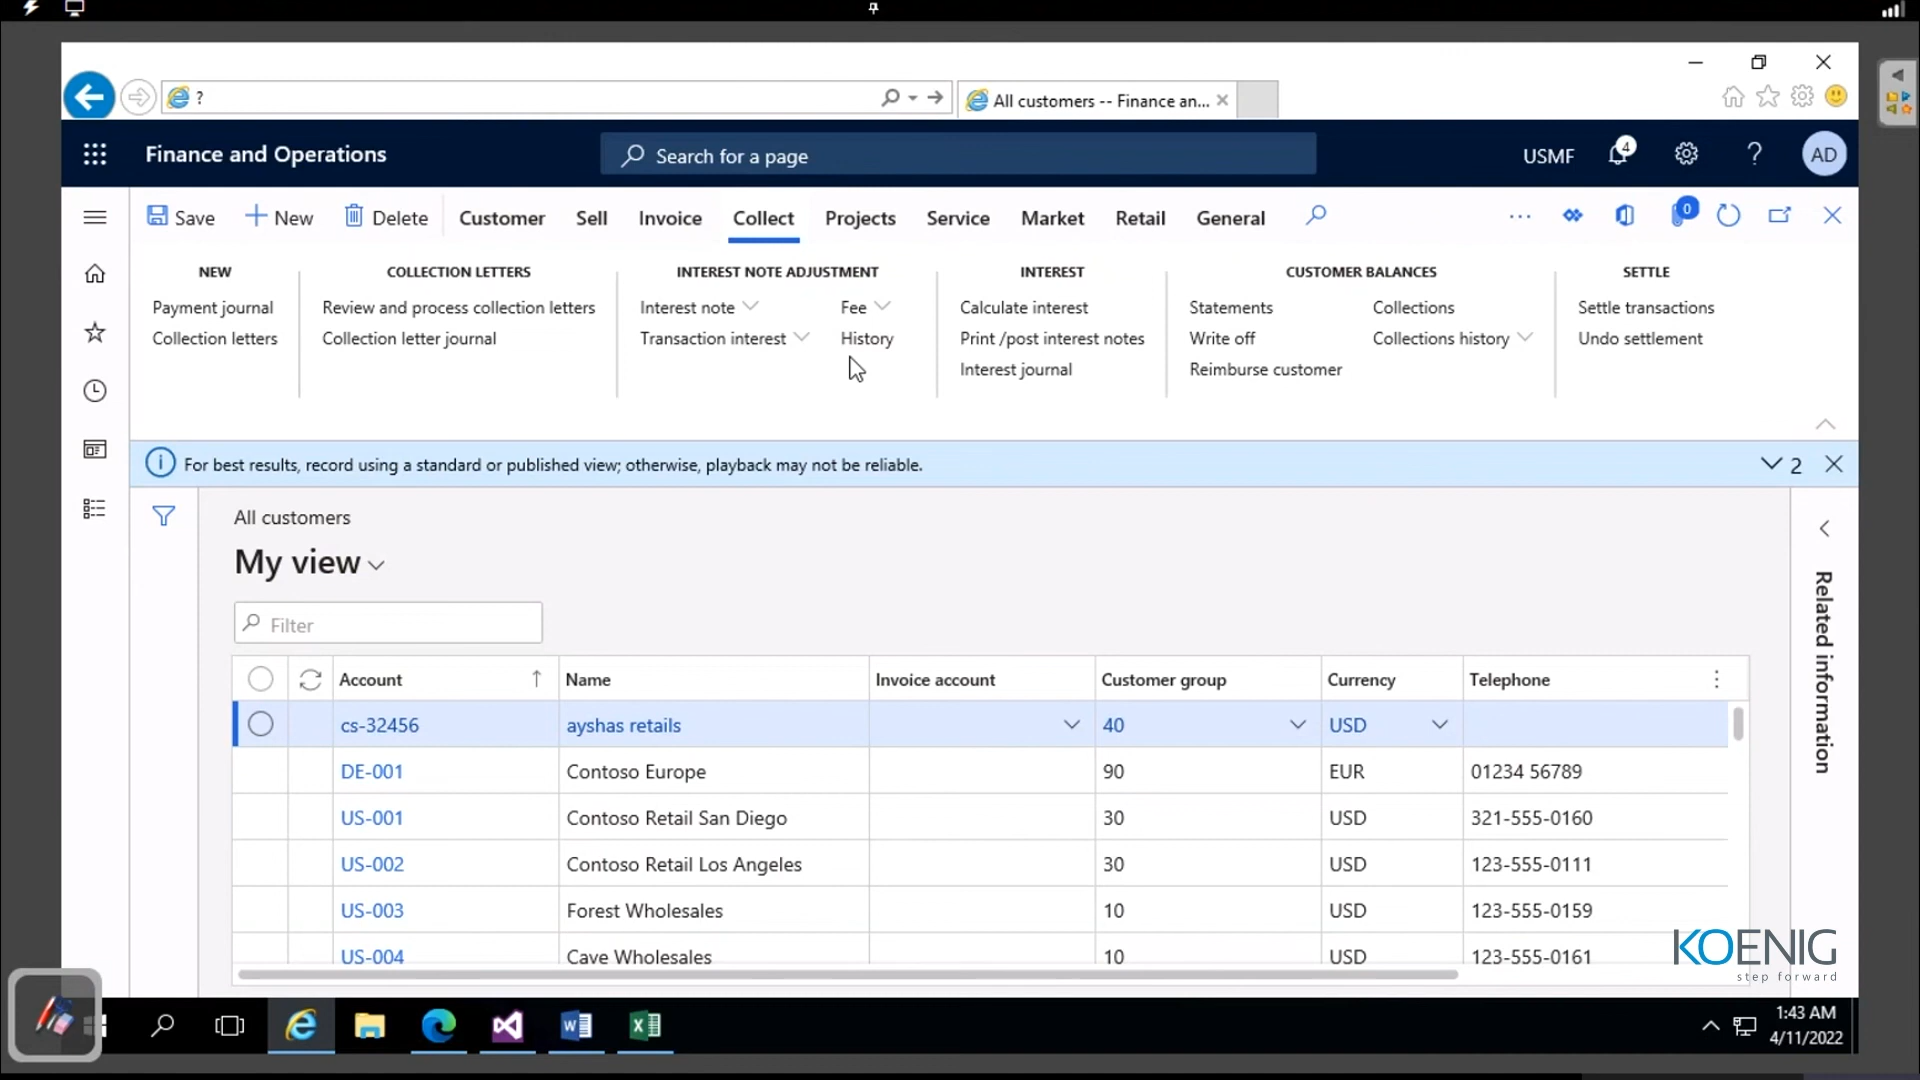 ?
All customers -- Finance an...
Finance and Operations
Search for a page
USMF
4
AD
Save
New
Delete
Customer
Sell
Invoice
Collect
Projects
Service
Market
Retail
General
0
NEW
Payment journal
Collection letters
COLLECTION LETTERS
Review and process collection letters
Collection letter journal
INTEREST NOTE ADJUSTMENT
Interest note
Fee
Transaction interest
History
INTEREST
Calculate interest
Print /post interest notes
Interest journal
CUSTOMER BALANCES
Statements
Collections
Write off
Collections history
Reimburse customer
SETTLE
Settle transactions
Undo settlement
For best results, record using a standard or published view; otherwise, playback may not be reliable.
2
All customers
My view
Filter
Related information
Account Name Invoice account Customer group Currency Telephone
cs-32456 ayshas retails 40 USD
DE-001 Contoso Europe 90 EUR 01234 56789
US-001 Contoso Retail San Diego 30 USD 321-555-0160
US-002 Contoso Retail Los Angeles 30 USD 123-555-0111
US-003 Forest Wholesales 10 USD 123-555-0159
US-004 Cave Wholesales 10 USD 123-555-0161
KOENIG
step forward
1:43 AM
4/11/2022